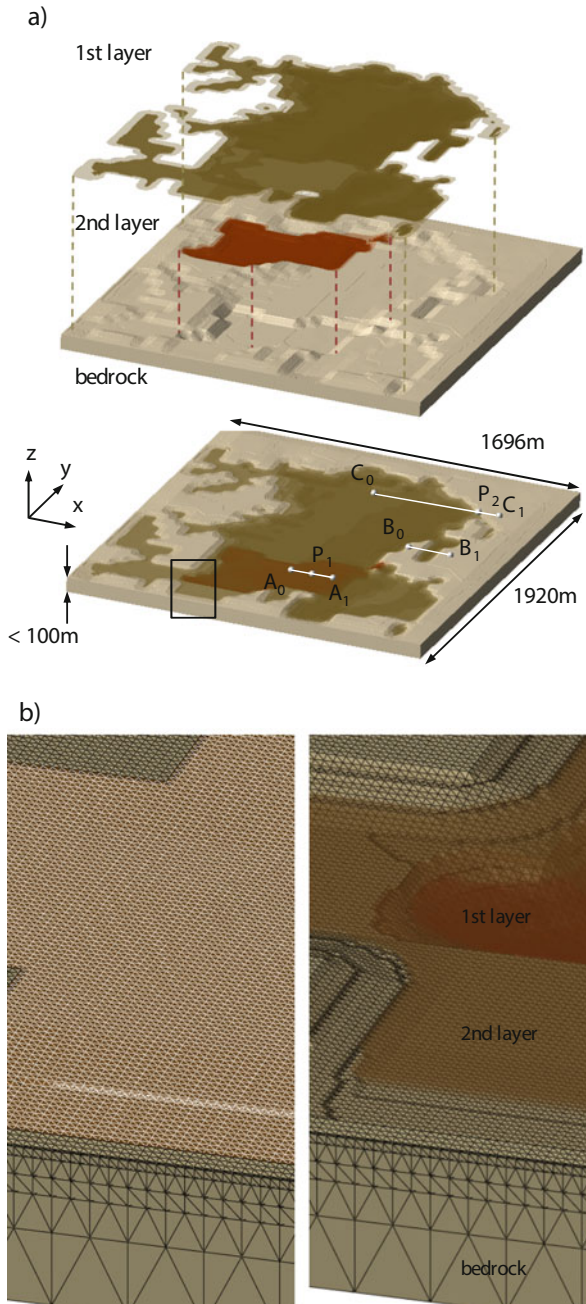 a)
1st layer
2nd layer
bedrock
1696m
z
y
x
C0
P2 C1
B0
B1
P1
A0
A1
1920m
< 100m
b)
1st layer
2nd layer
bedrock